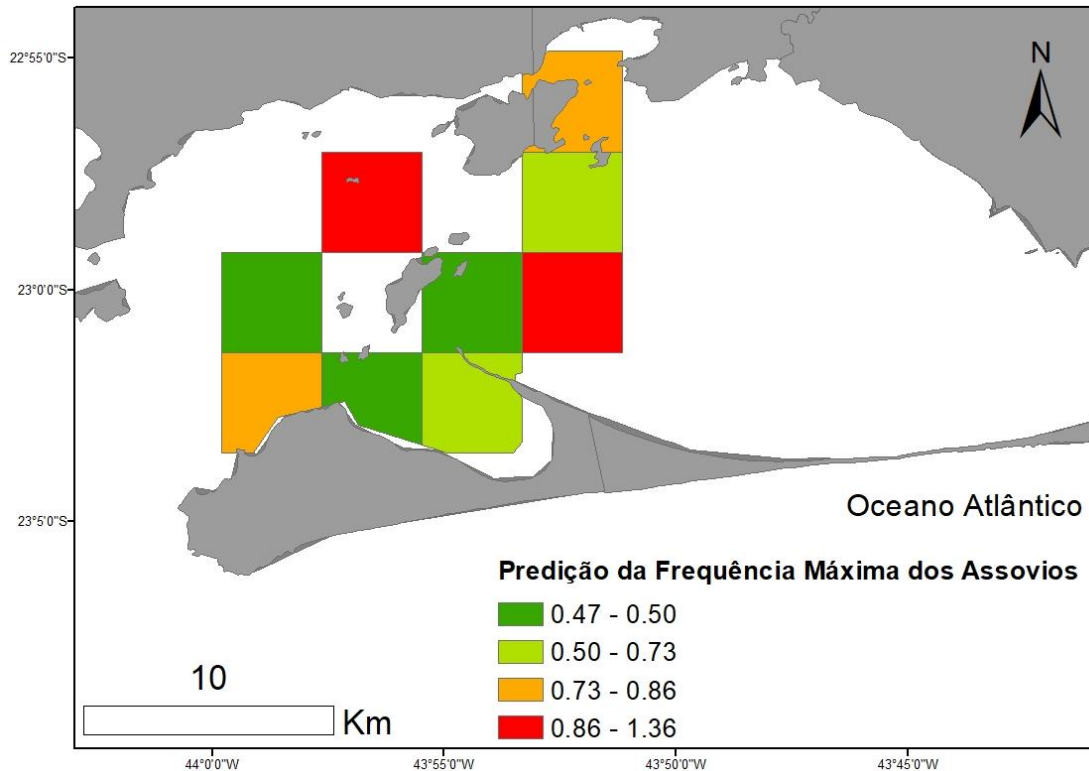 22°55'0"S
N
23°0'0"S
23°5'0"S
Oceano Atlântico
Predição da Frequência Máxima dos Assovios
0.47 - 0.50
0.50 - 0.73
0.73 - 0.86
0.86 - 1.36
10
Km
44°0'0"W
43°55'0"W
43°50'0"W
43°45'0"W